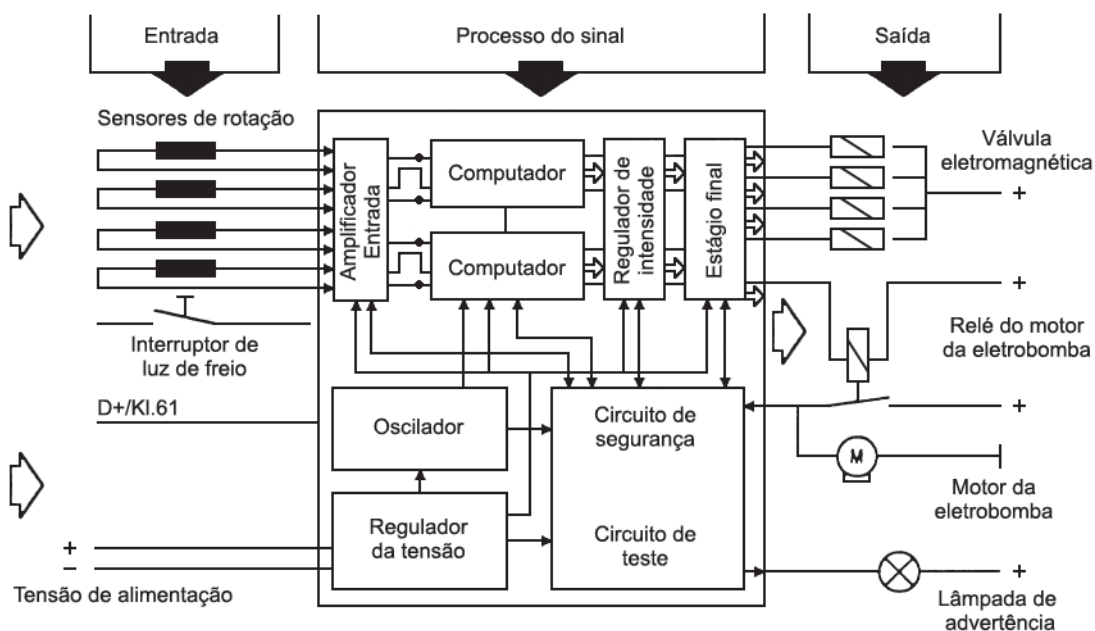 Entrada
Processo do sinal
Saída
Sensores de rotação
Amplificador
Entrada
Computador
Computador
Regulador de
intensidade
Estágio final
Válvula
eletromagnética
+
+
Relé do motor
da eletrobomba
Interruptor de
luz de freio
D+/Kl.61
Oscilador
Circuito de
segurança
+
M
Motor da
eletrobomba
Regulador
da tensão
Circuito de
teste
+
−
Tensão de alimentação
+
Lâmpada de
advertência